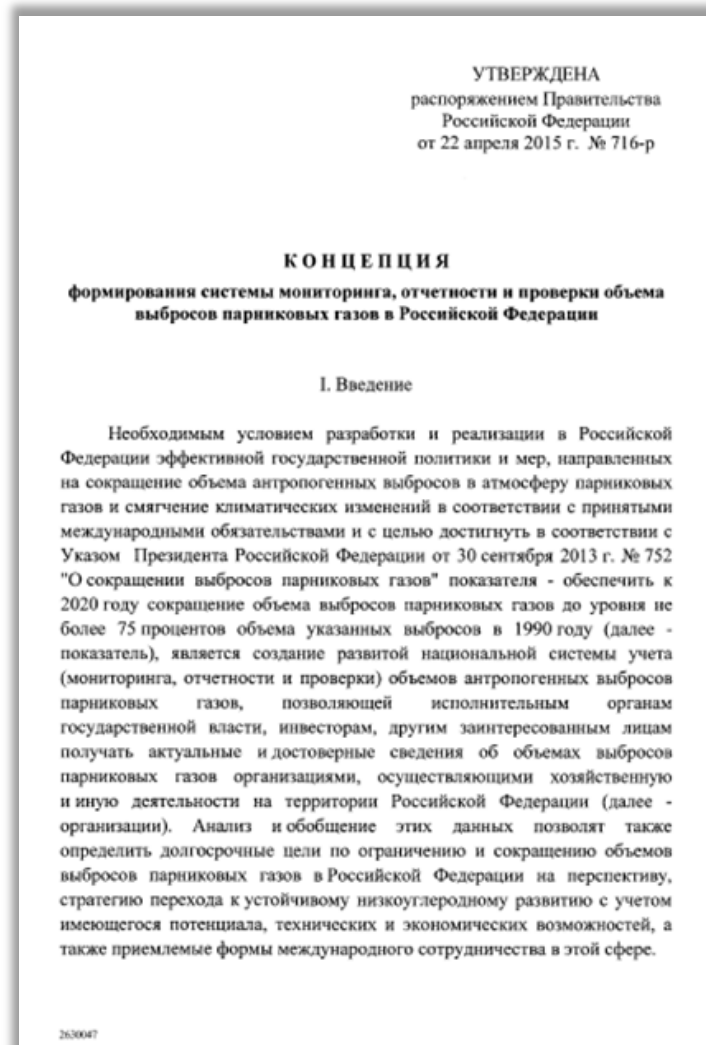 УТВЕРЖДЕНА
распоряжением Правительства
Российской Федерации
от 22 апреля 2015 г. № 716-р
КОНЦЕПЦИЯ
формирования системы мониторинга, отчетности и проверки объема
выбросов парниковых газов в Российской Федерации
I. Введение
Необходимым условием разработки и реализации в Российской
Федерации эффективной государственной политики и мер, направленных
на сокращение объема антропогенных выбросов в атмосферу парниковых
газов и смягчение климатических изменений в соответствии с принятыми
международными обязательствами и с целью достигнуть в соответствии с
Указом Президента Российской Федерации от 30 сентября 2013 г. № 752
"О сокращении выбросов парниковых газов" показателя - обеспечить к
2020 году сокращение объема выбросов парниковых газов до уровня не
более 75 процентов объема указанных выбросов в 1990 году (далее -
показатель), является создание развитой национальной системы учета
(мониторинга, отчетности и проверки) объемов антропогенных выбросов
парниковых газов, позволяющей исполнительным органам
государственной власти, инвесторам, другим заинтересованным лицам
получать актуальные и достоверные сведения об объемах выбросов
парниковых газов организациями, осуществляющими хозяйственную
и иную деятельности на территории Российской Федерации (далее -
организации). Анализ и обобщение этих данных позволят также
определить долгосрочные цели по ограничению и сокращению объемов
выбросов парниковых газов в Российской Федерации на перспективу,
стратегию перехода к устойчивому низкоуглеродному развитию с учетом
имеющегося потенциала, технических и экономических возможностей, а
также приемлемые формы международного сотрудничества в этой сфере.
2630047